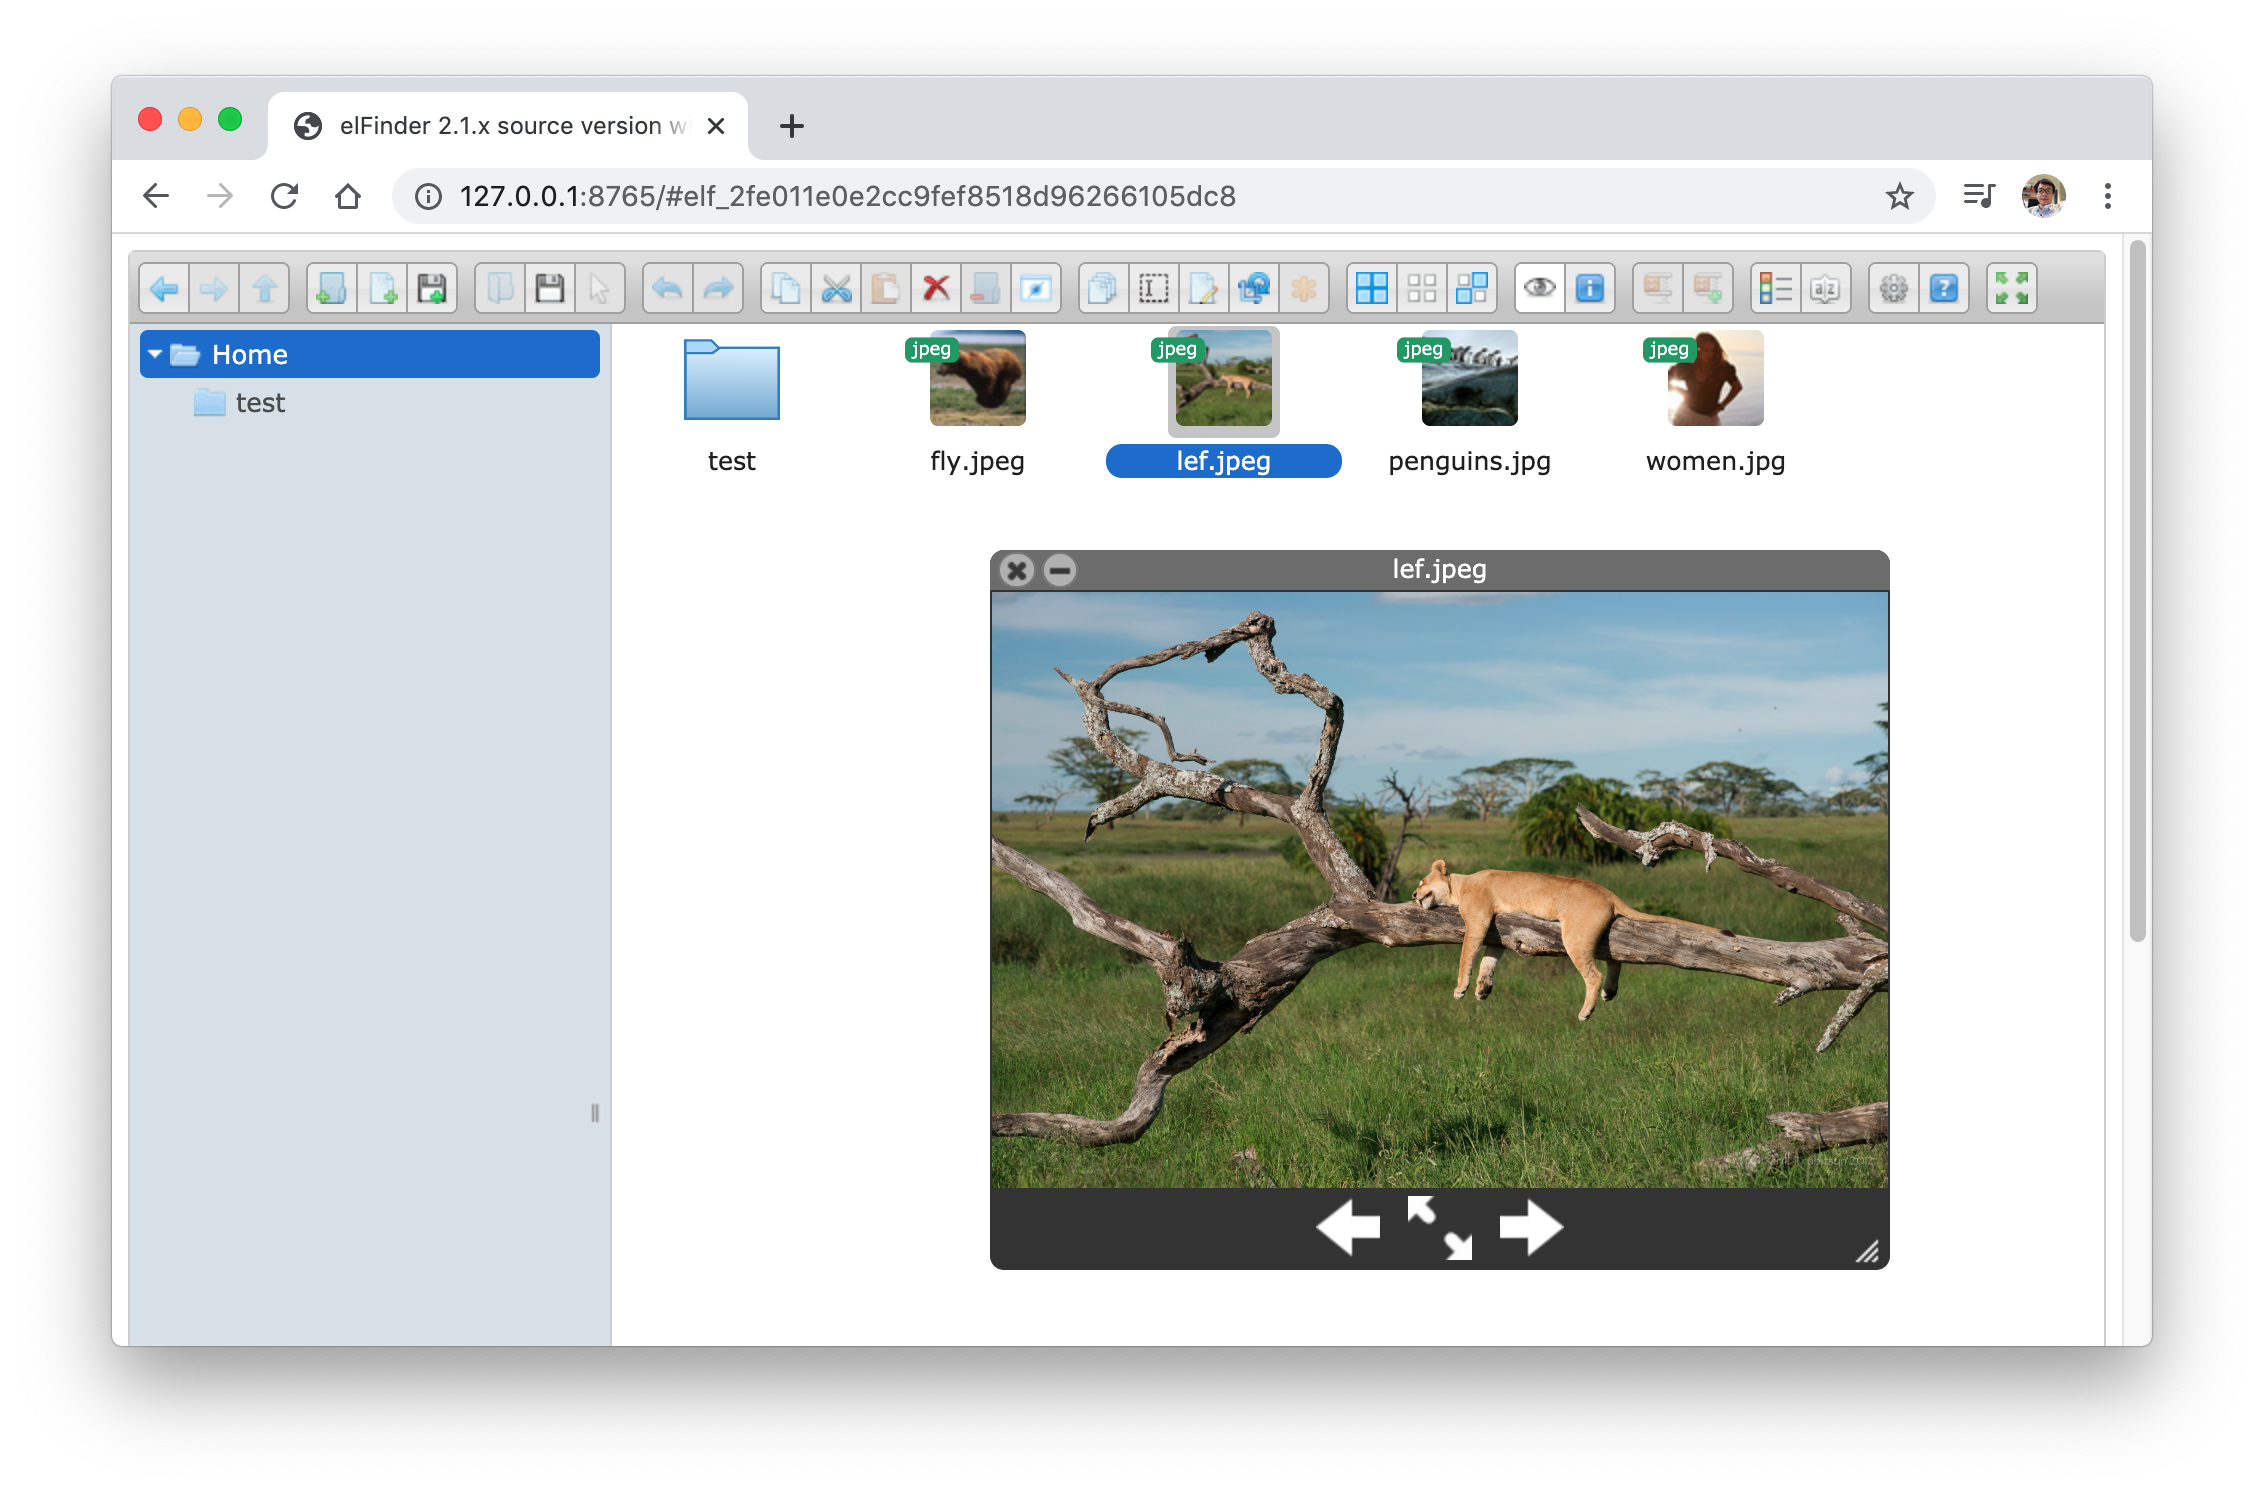 elFinder 2.1.x source version w
127.0.0.1:8765/#elf_2fe011e0e2cc9fef8518d96266105dc8
Home
test
jpeg
jpeg
jpeg
jpeg
test
fly.jpeg
lef.jpeg
penguins.jpg
women.jpg
lef.jpeg